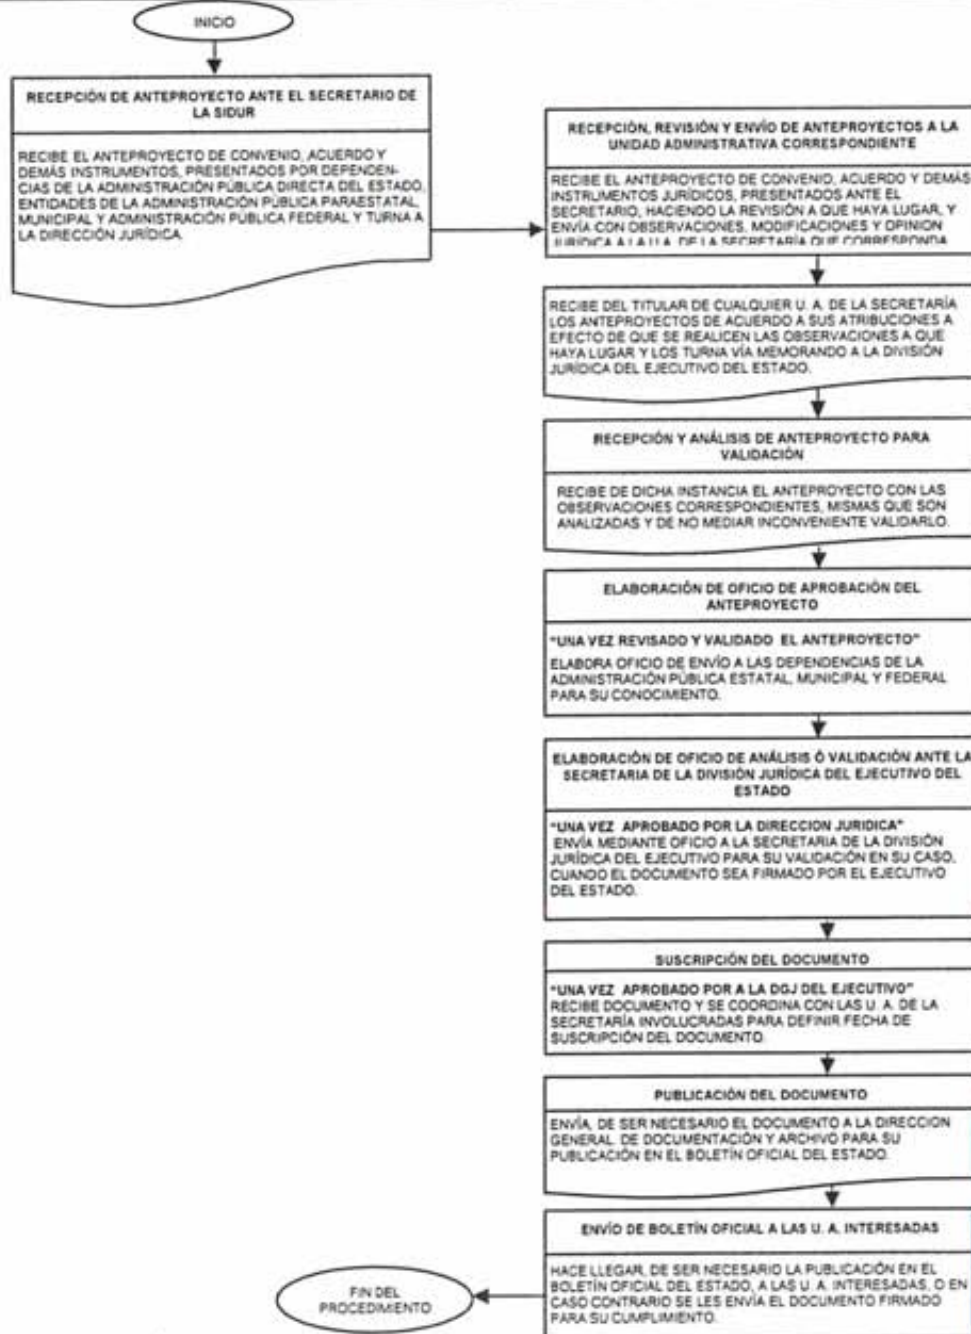 INICIO
RECEPCIÓN DE ANTEPROYECTO ANTE EL SECRETARIO DE
LA SIDUR
RECIBE EL ANTEPROYECTO DE CONVENIO, ACUERDO Y
DEMÁS INSTRUMENTOS, PRESENTADOS POR DEPENDEN-
CIAS DE LA ADMINISTRACIÓN PÚBLICA DIRECTA DEL ESTADO,
ENTIDADES DE LA ADMINISTRACIÓN PÚBLICA PARAESTATAL,
MUNICIPAL Y ADMINISTRACIÓN PÚBLICA FEDERAL Y TURNA A
LA DIRECCIÓN JURÍDICA.
RECEPCIÓN, REVISIÓN Y ENVÍO DE ANTEPROYECTOS A LA
UNIDAD ADMINISTRATIVA CORRESPONDIENTE
RECIBE EL ANTEPROYECTO DE CONVENIO, ACUERDO Y DEMÁS
INSTRUMENTOS JURÍDICOS, PRESENTADOS ANTE EL
SECRETARIO, HACIENDO LA REVISIÓN A QUE HAYA LUGAR, Y
ENVÍA CON OBSERVACIONES, MODIFICACIONES Y OPINION
JURÍDICA A LA U.A. DE LA SECRETARÍA QUE CORRESPONDA
RECIBE DEL TITULAR DE CUALQUIER U. A. DE LA SECRETARÍA
LOS ANTEPROYECTOS DE ACUERDO A SUS ATRIBUCIONES A
EFECTO DE QUE SE REALICEN LAS OBSERVACIONES A QUE
HAYA LUGAR Y LOS TURNA VÍA MEMORANDO A LA DIVISIÓN
JURÍDICA DEL EJECUTIVO DEL ESTADO.
RECEPCIÓN Y ANÁLISIS DE ANTEPROYECTO PARA
VALIDACIÓN
RECIBE DE DICHA INSTANCIA EL ANTEPROYECTO CON LAS
OBSERVACIONES CORRESPONDIENTES, MISMAS QUE SON
ANALIZADAS Y DE NO MEDIAR INCONVENIENTE VALIDARLO.
ELABORACIÓN DE OFICIO DE APROBACIÓN DEL
ANTEPROYECTO
"UNA VEZ REVISADO Y VALIDADO EL ANTEPROYECTO"
ELABORA OFICIO DE ENVÍO A LAS DEPENDENCIAS DE LA
ADMINISTRACIÓN PÚBLICA ESTATAL, MUNICIPAL Y FEDERAL
PARA SU CONOCIMIENTO.
ELABORACIÓN DE OFICIO DE ANÁLISIS Ó VALIDACIÓN ANTE LA
SECRETARIA DE LA DIVISIÓN JURÍDICA DEL EJECUTIVO DEL
ESTADO
"UNA VEZ APROBADO POR LA DIRECCION JURIDICA"
ENVÍA MEDIANTE OFICIO A LA SECRETARIA DE LA DIVISIÓN
JURÍDICA DEL EJECUTIVO PARA SU VALIDACIÓN EN SU CASO,
CUANDO EL DOCUMENTO SEA FIRMADO POR EL EJECUTIVO
DEL ESTADO.
SUSCRIPCIÓN DEL DOCUMENTO
"UNA VEZ APROBADO POR A LA DGJ DEL EJECUTIVO"
RECIBE DOCUMENTO Y SE COORDINA CON LAS U. A. DE LA
SECRETARÍA INVOLUCRADAS PARA DEFINIR FECHA DE
SUSCRIPCIÓN DEL DOCUMENTO.
PUBLICACIÓN DEL DOCUMENTO
ENVÍA, DE SER NECESARIO EL DOCUMENTO A LA DIRECCION
GENERAL DE DOCUMENTACIÓN Y ARCHIVO PARA SU
PUBLICACIÓN EN EL BOLETÍN OFICIAL DEL ESTADO.
ENVÍO DE BOLETÍN OFICIAL A LAS U. A. INTERESADAS
HACE LLEGAR, DE SER NECESARIO LA PUBLICACIÓN EN EL
BOLETÍN OFICIAL DEL ESTADO, A LAS U. A. INTERESADAS, O EN
CASO CONTRARIO SE LES ENVÍA EL DOCUMENTO FIRMADO
PARA SU CUMPLIMIENTO.
FIN DEL
PROCEDIMIENTO